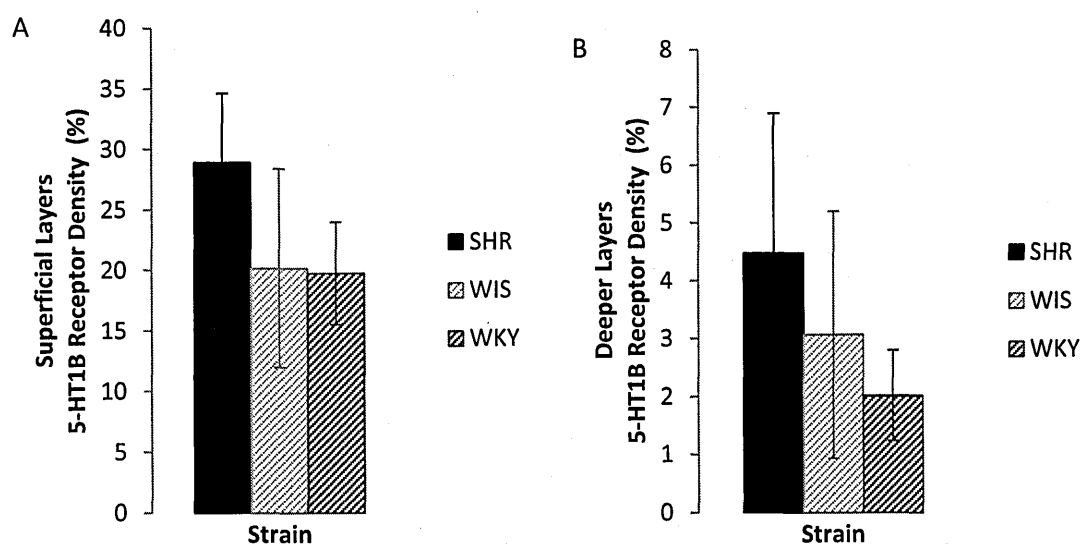 A
Superficial Layers
5-HT1B Receptor Density (%)
40
35
30
25
20
15
10
5
0
Strain
SHR
WIS
WKY
B
Deeper Layers
5-HT1B Receptor Density (%)
8
7
6
5
4
3
2
1
0
Strain
SHR
WIS
WKY